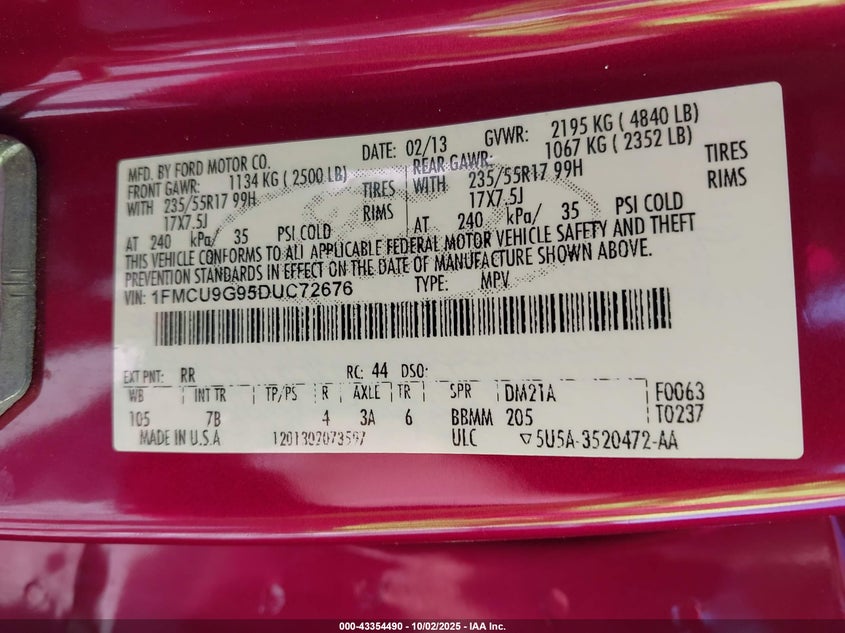 MFD. BY FORD MOTOR CO. DATE: 02/13 GVWR: 2195 KG ( 4840 LB)
FRONT GAWR: 1134 KG ( 2500 LB) REAR GAWR: 1067 KG ( 2352 LB)
WITH 235/55R17 99H TIRES WITH 235/55R17 99H TIRES
17X7.5J RIMS 17X7.5J RIMS
AT 240 kPa/ 35 PSI COLD AT 240 kPa/ 35 PSI COLD
THIS VEHICLE CONFORMS TO ALL APPLICABLE FEDERAL MOTOR VEHICLE SAFETY AND THEFT
PREVENTION STANDARDS IN EFFECT ON THE DATE OF MANUFACTURE SHOWN ABOVE.
VIN: 1FMCU9G95DUC72676 TYPE: MPV
EXT PNT: RR RC: 44 DSO:
WB INT TR TP/PS R AXLE TR SPR DM21A F0063
105 7B 4 3A 6 BBMM 205 T0237
MADE IN U.S.A 1201302073597 ULC 5U5A-3520472-AA
000-43354490 - 10/02/2025 - IAA Inc.